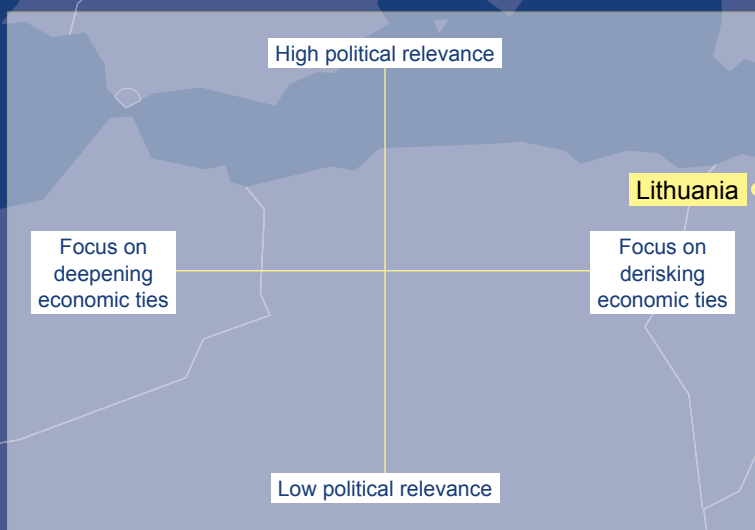 High political relevance
Lithuania
Focus on
deepening
economic ties
Focus on
derisking
economic ties
Low political relevance